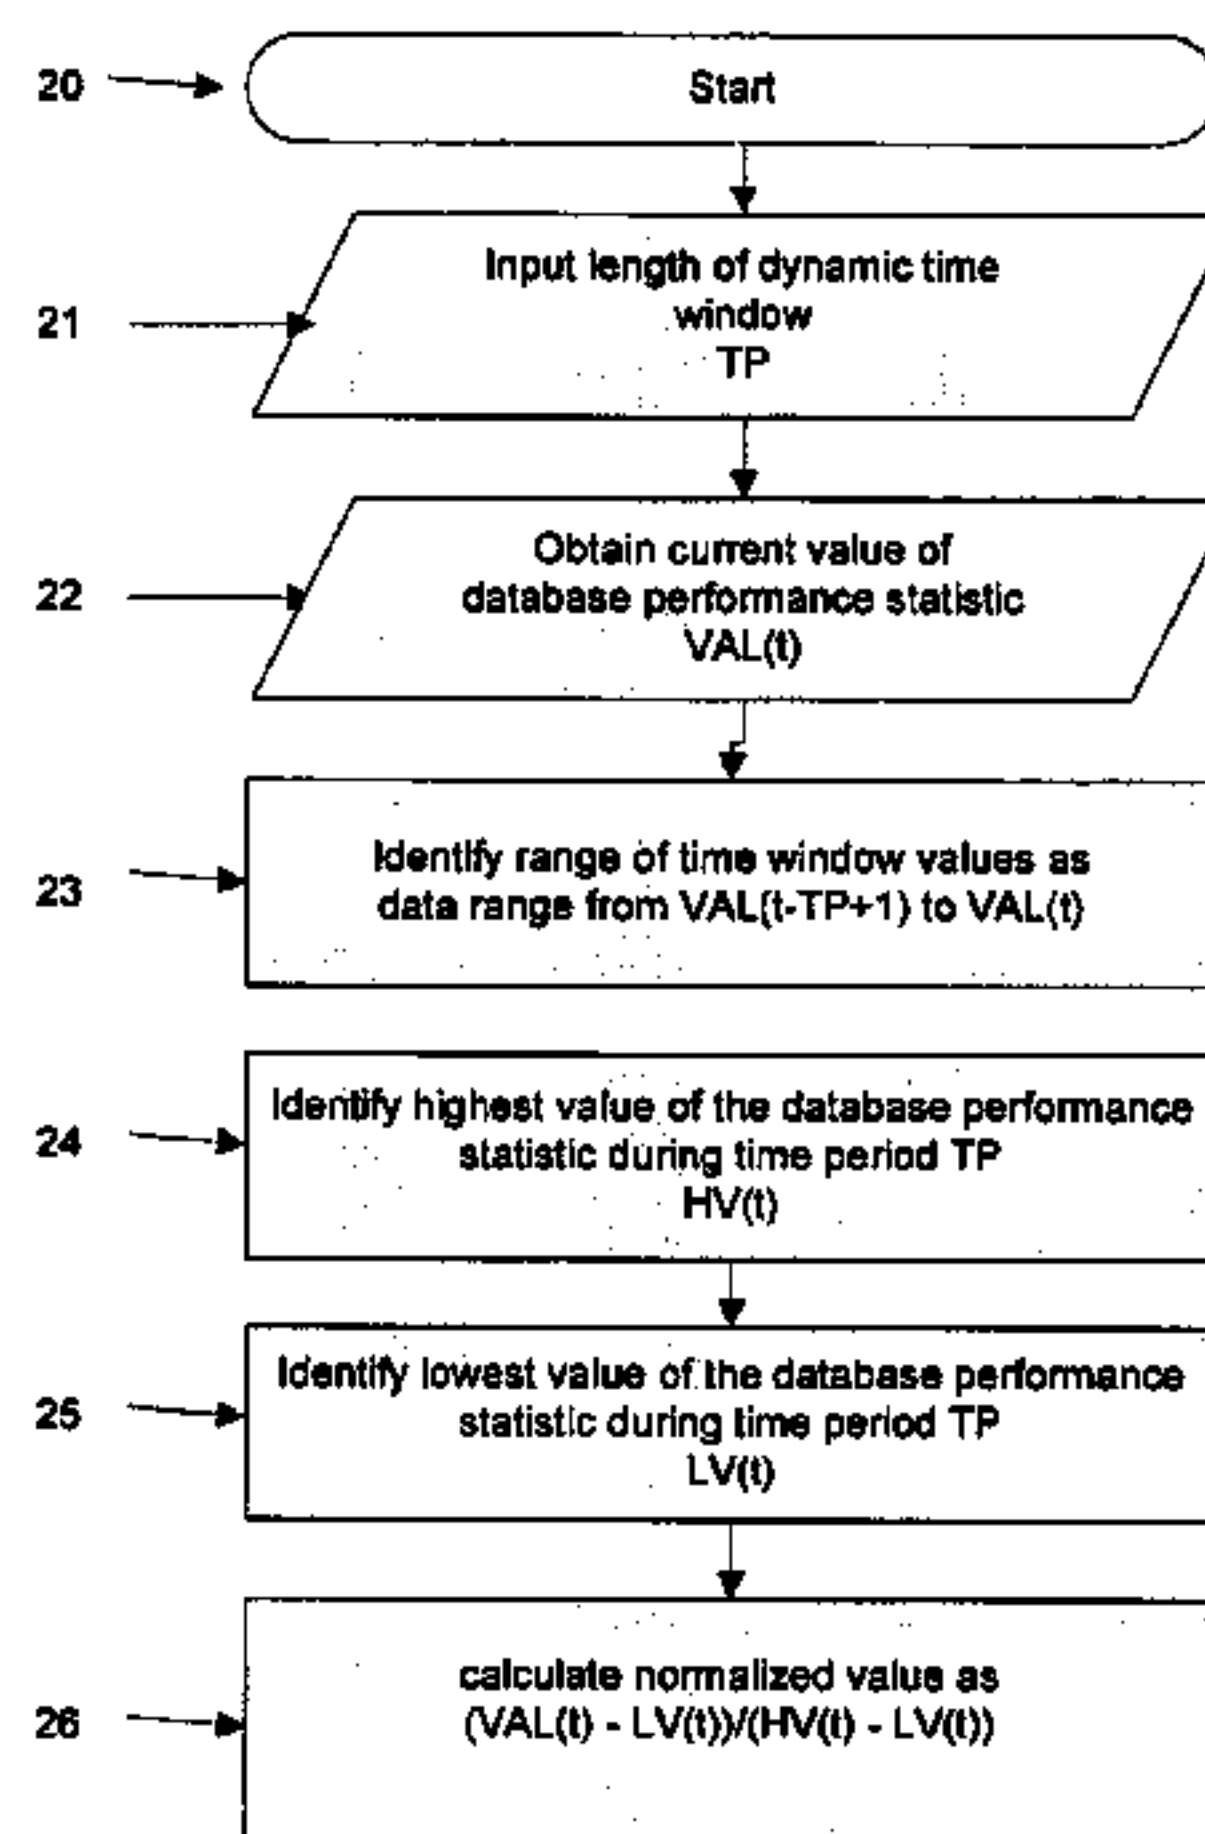 20
Start
21
Input length of dynamic time
window
TP
22
Obtain current value of
database performance statistic
VAL(t)
23
Identify range of time window values as
data range from VAL(t-TP+1) to VAL(t)
24
Identify highest value of the database performance
statistic during time period TP
HV(t)
25
Identify lowest value of the database performance
statistic during time period TP
LV(t)
26
calculate normalized value as
(VAL(t) - LV(t))/(HV(t) - LV(t))